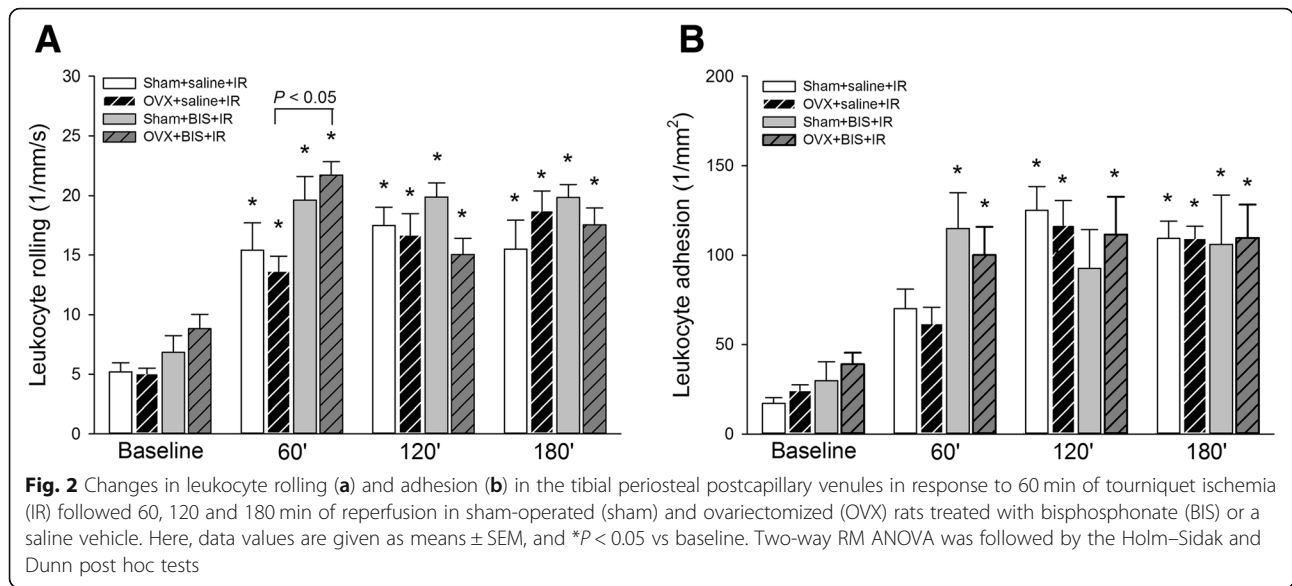 A
30
25
20
15
10
5
0
Leukocyte rolling (1/mm/s)
Sham+saline+IR
OVX+saline+IR
Sham+BIS+IR
OVX+BIS+IR
P < 0.05
* * * *
* * *
* * * *
Baseline 60' 120' 180'
B
200
150
100
50
0
Leukocyte adhesion (1/mm²)
Sham+saline+IR
OVX+saline+IR
Sham+BIS+IR
OVX+BIS+IR
* *
* * *
* * * *
Baseline 60' 120' 180'
Fig. 2 Changes in leukocyte rolling (a) and adhesion (b) in the tibial periosteal postcapillary venules in response to 60 min of tourniquet ischemia
(IR) followed 60, 120 and 180 min of reperfusion in sham-operated (sham) and ovariectomized (OVX) rats treated with bisphosphonate (BIS) or a
saline vehicle. Here, data values are given as means ± SEM, and *P < 0.05 vs baseline. Two-way RM ANOVA was followed by the Holm–Sidak and
Dunn post hoc tests